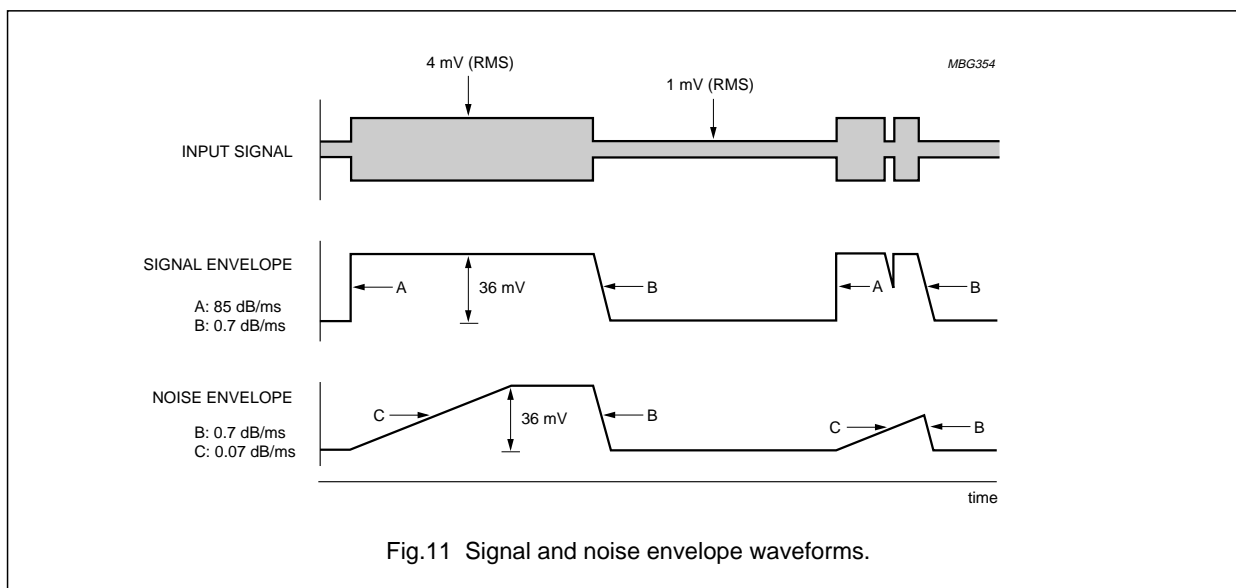 4 mV (RMS)
MBG354
1 mV (RMS)
INPUT SIGNAL
SIGNAL ENVELOPE
A
36 mV
B
A
B
A: 85 dB/ms
B: 0.7 dB/ms
NOISE ENVELOPE
C
36 mV
B
C
B
B: 0.7 dB/ms
C: 0.07 dB/ms
time
Fig.11 Signal and noise envelope waveforms.